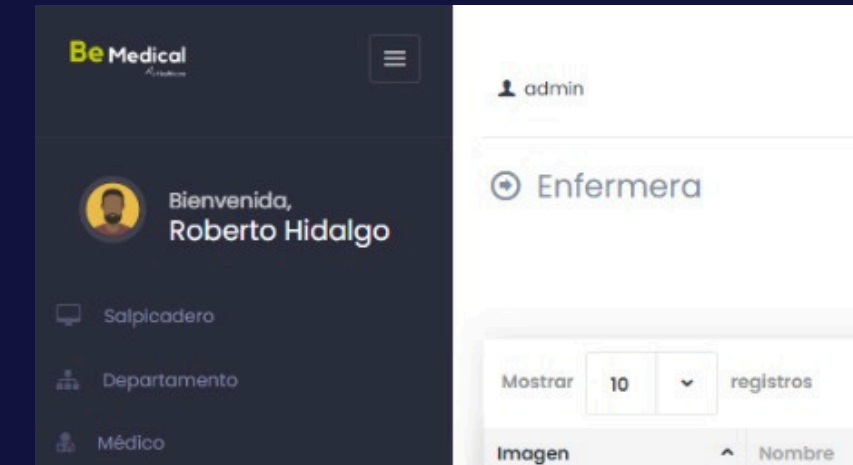 Be Medical
admin
Bienvenida,
Roberto Hidalgo
Enfermera
Salpicadero
Departamento
Médico
Mostrar 10 registros
Imagen Nombre